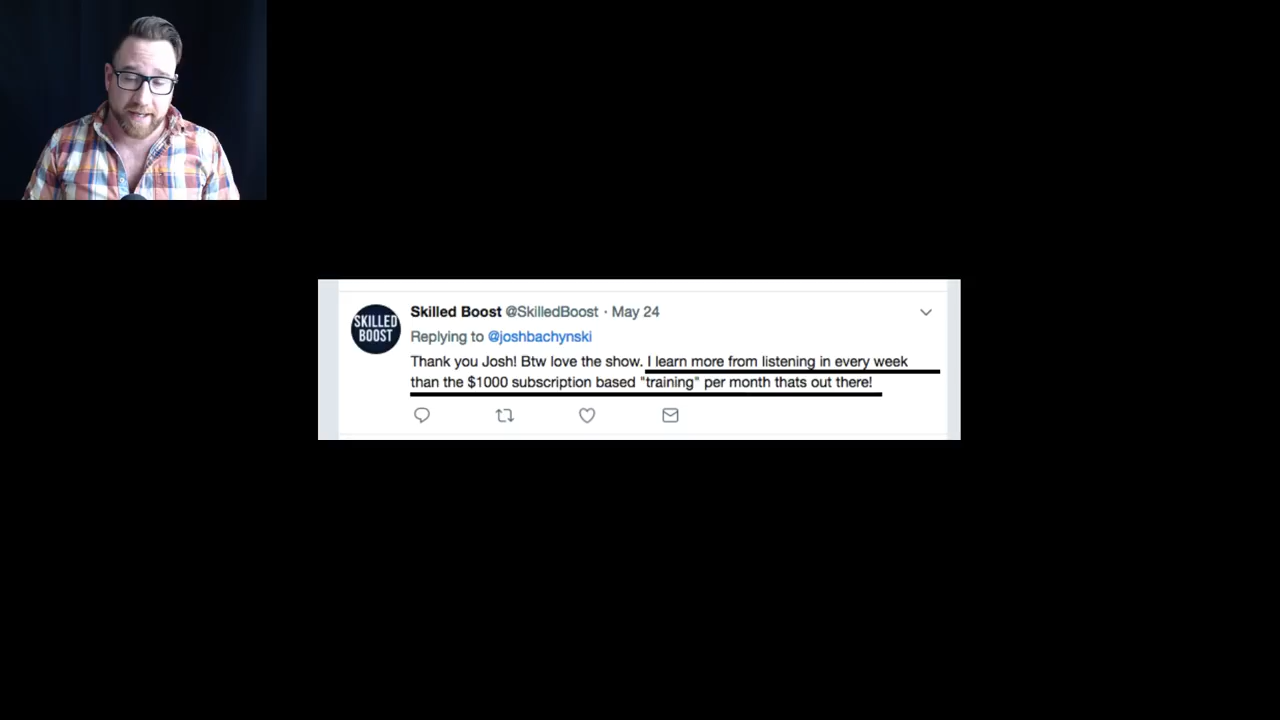 SKILLED
BOOST
Skilled Boost @SkilledBoost · May 24
Replying to @joshbachynski
Thank you Josh! Btw love the show. I learn more from listening in every week
than the $1000 subscription based "training" per month thats out there!